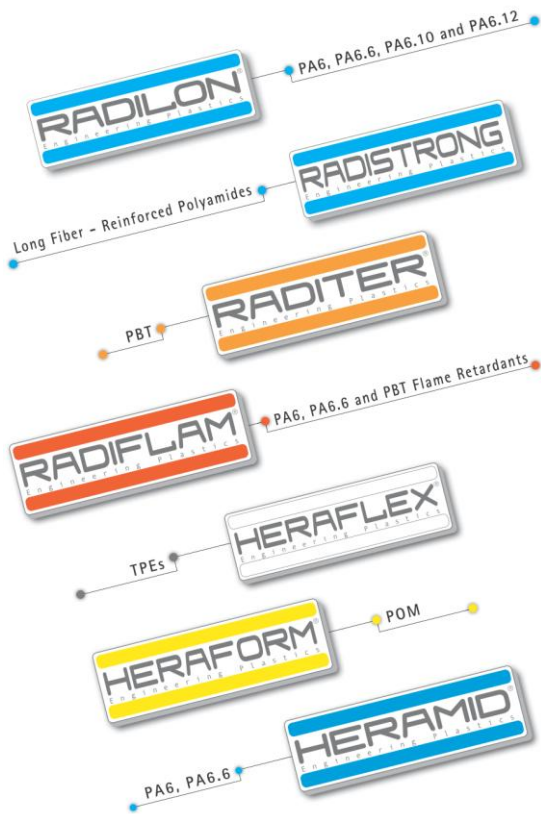 PA6, PA6.6, PA6.10 and PA6.12
RADILON®
Engineering Plastics
RADISTRONG®
Engineering Plastics
Long Fiber - Reinforced Polyamides
RADITER®
Engineering Plastics
PBT
PA6, PA6.6 and PBT Flame Retardants
RADIFLAM®
Engineering Plastics
HERAFLEX®
Engineering Plastics
TPEs
POM
HERAFORM®
Engineering Plastics
HERAMID®
Engineering Plastics
PA6, PA6.6